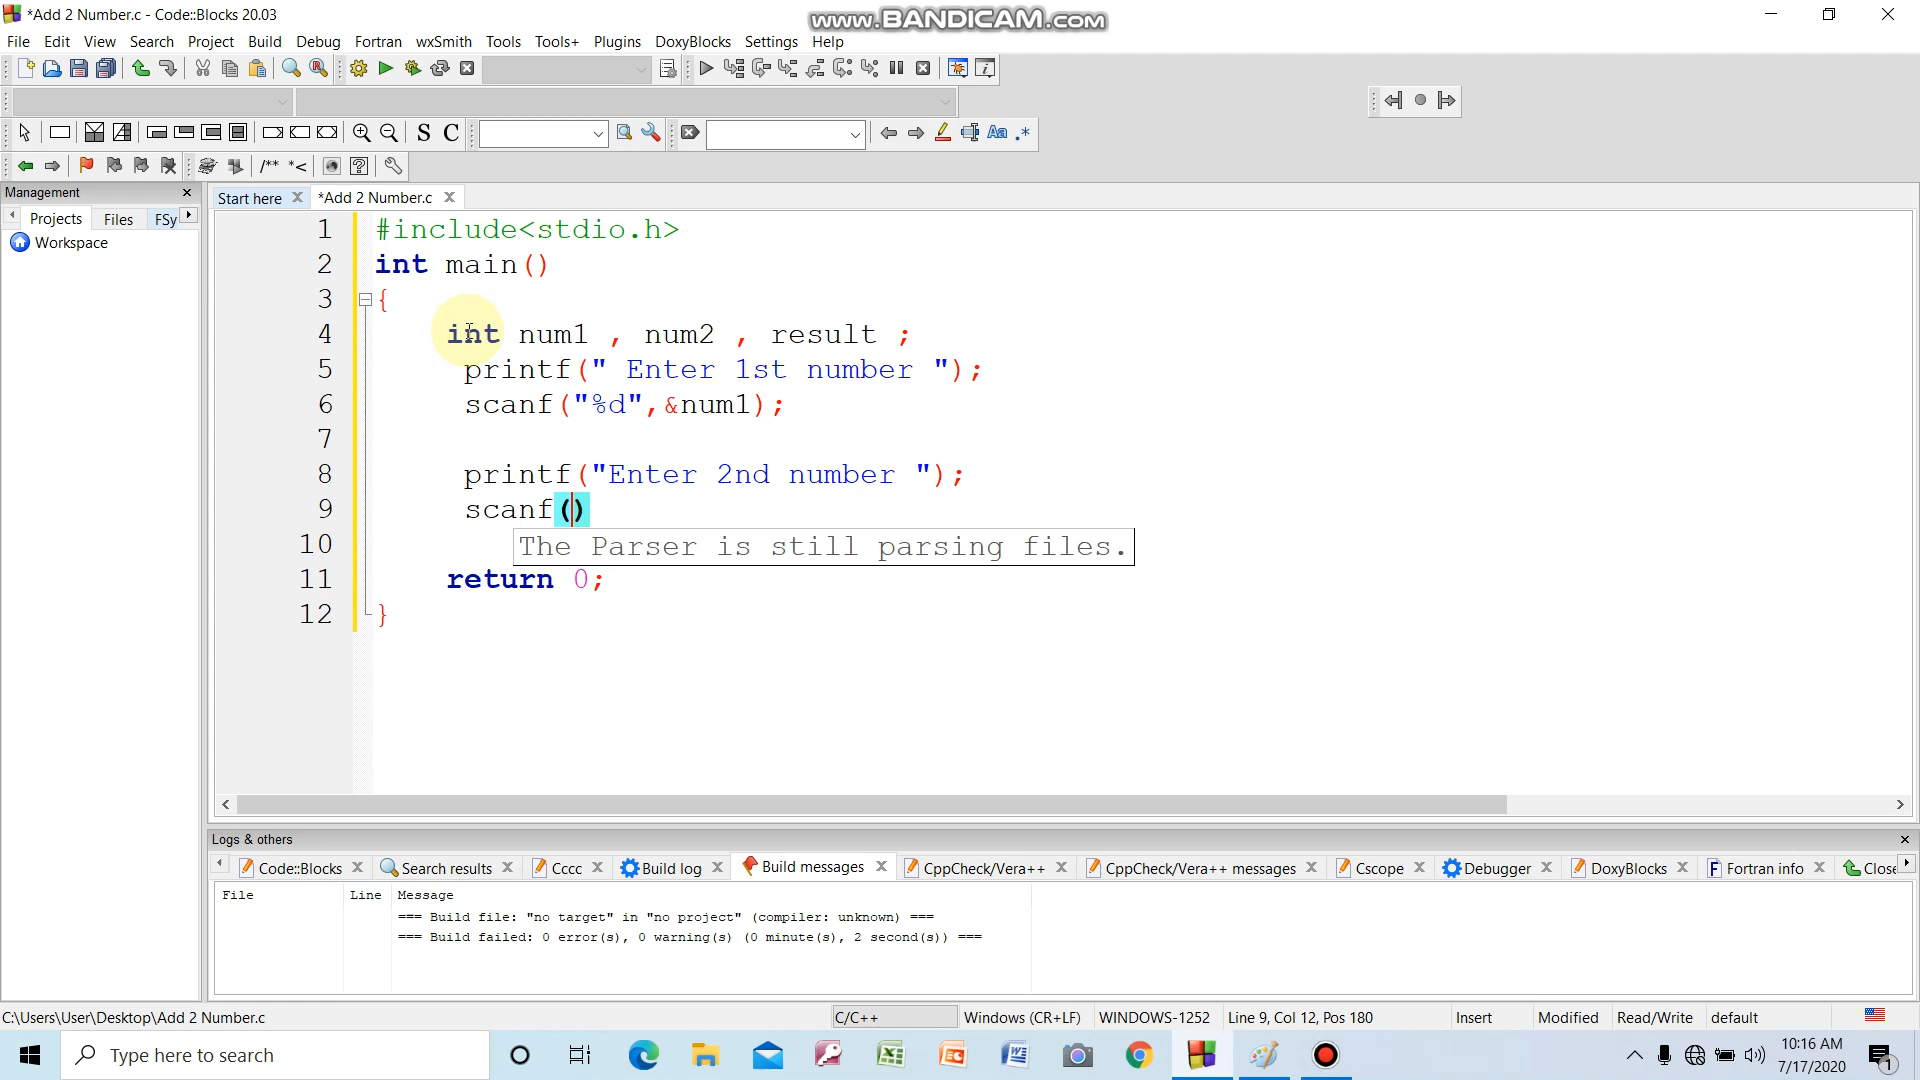 *Add 2 Number.c - Code::Blocks 20.03
www.BANDICAM.com
File Edit View Search Project Build Debug Fortran wxSmith Tools Tools+ Plugins DoxyBlocks Settings Help
S C
Aa .*
/** *<
Management
Projects Files FSy
Workspace
Start here *Add 2 Number.c
1 #include<stdio.h>
2 int main()
3 {
4 int num1 , num2 , result ;
5 printf(" Enter 1st number ");
6 scanf("%d",&num1);
7
8 printf("Enter 2nd number ");
9 scanf()
10 The Parser is still parsing files.
11 return 0;
12 }
Logs & others
Code::Blocks Search results Cccc Build log Build messages CppCheck/Vera++ CppCheck/Vera++ messages Cscope Debugger DoxyBlocks Fortran info Close
File Line Message
=== Build file: "no target" in "no project" (compiler: unknown) ===
=== Build failed: 0 error(s), 0 warning(s) (0 minute(s), 2 second(s)) ===
C:\Users\User\Desktop\Add 2 Number.c C/C++ Windows (CR+LF) WINDOWS-1252 Line 9, Col 12, Pos 180 Insert Modified Read/Write default
Type here to search
10:16 AM
7/17/2020
1